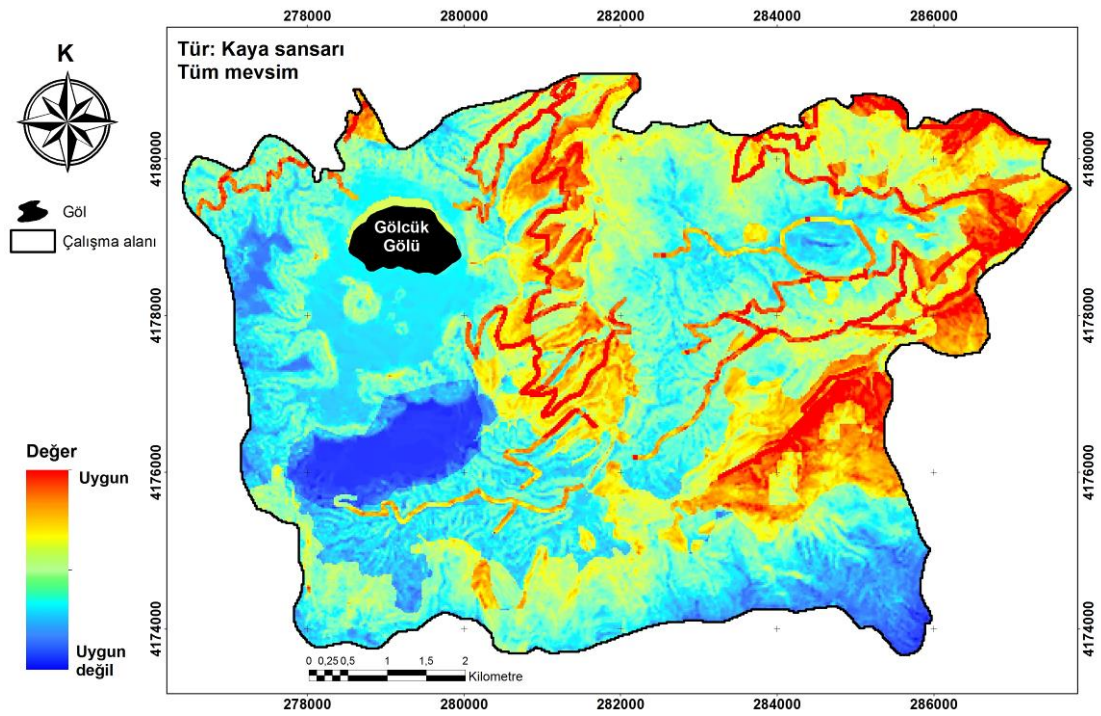 278000 280000 282000 284000 286000
Tür: Kaya sansarı
Tüm mevsim
K
Göl
Çalışma alanı
Gölcük
Gölü
4180000
4178000
4176000
4174000
4180000
4178000
4176000
4174000
Değer
Uygun
Uygun
değil
0 0,25 0,5 1 1,5 2
Kilometre
278000 280000 282000 284000 286000